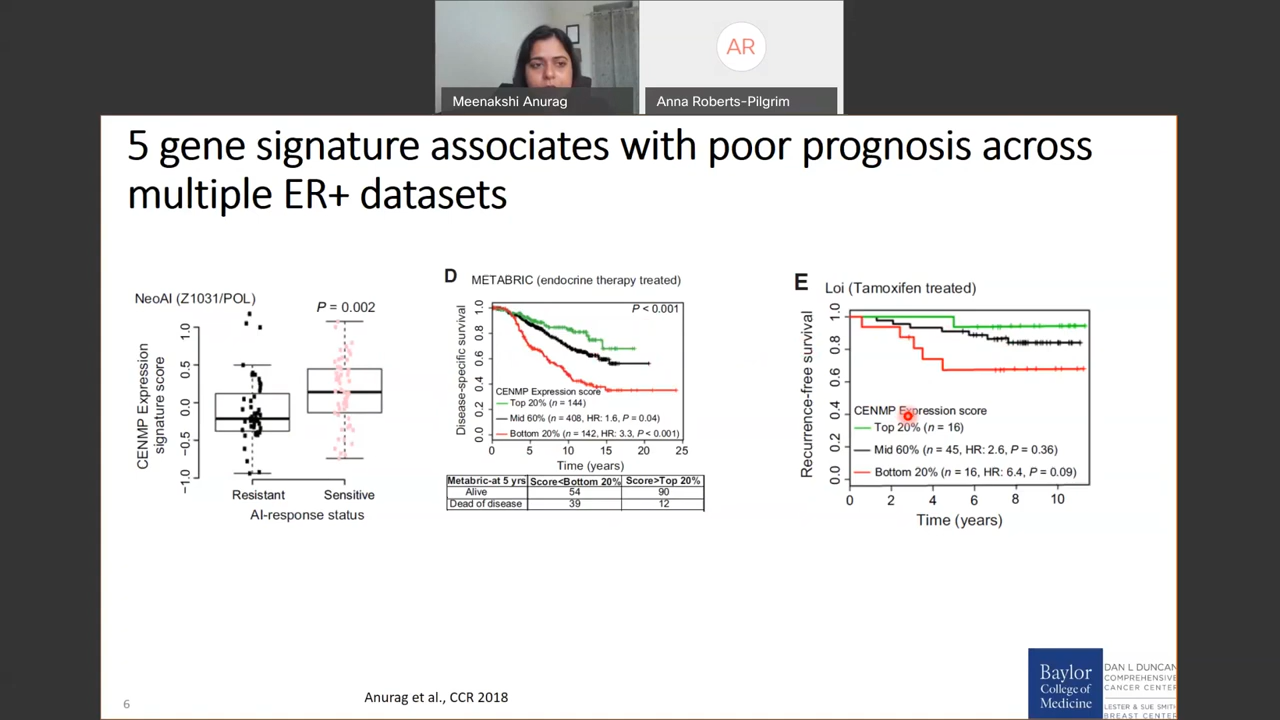 AR
Meenakshi Anurag
Anna Roberts-Pilgrim
5 gene signature associates with poor prognosis across
multiple ER+ datasets
NeoAI (Z1031/POL)
P = 0.002
CENMP Expression
signature score
1.0
0.5
0.0
−0.5
−1.0
Resistant
Sensitive
AI-response status
D
METABRIC (endocrine therapy treated)
P < 0.001
Disease-specific survival
1.0
0.8
0.6
0.4
0.2
0.0
CENMP Expression score
Top 20% (n = 144)
Mid 60% (n = 408, HR: 1.6, P = 0.04)
Bottom 20% (n = 142, HR: 3.3, P < 0.001)
0 5 10 15 20 25
Time (years)
Metabric-at 5 yrs Score<Bottom 20% Score>Top 20%
Alive 54 90
Dead of disease 39 12
E
Loi (Tamoxifen treated)
Recurrence-free survival
1.0
0.8
0.6
0.4
0.2
0.0
CENMP Expression score
Top 20% (n = 16)
Mid 60% (n = 45, HR: 2.6, P = 0.36)
Bottom 20% (n = 16, HR: 6.4, P = 0.09)
0 2 4 6 8 10
Time (years)
6
Anurag et al., CCR 2018
Baylor
College of
Medicine
DAN L DUNCAN
COMPREHENSIVE
CANCER CENTER
LESTER & SUE SMITH
BREAST CENTER